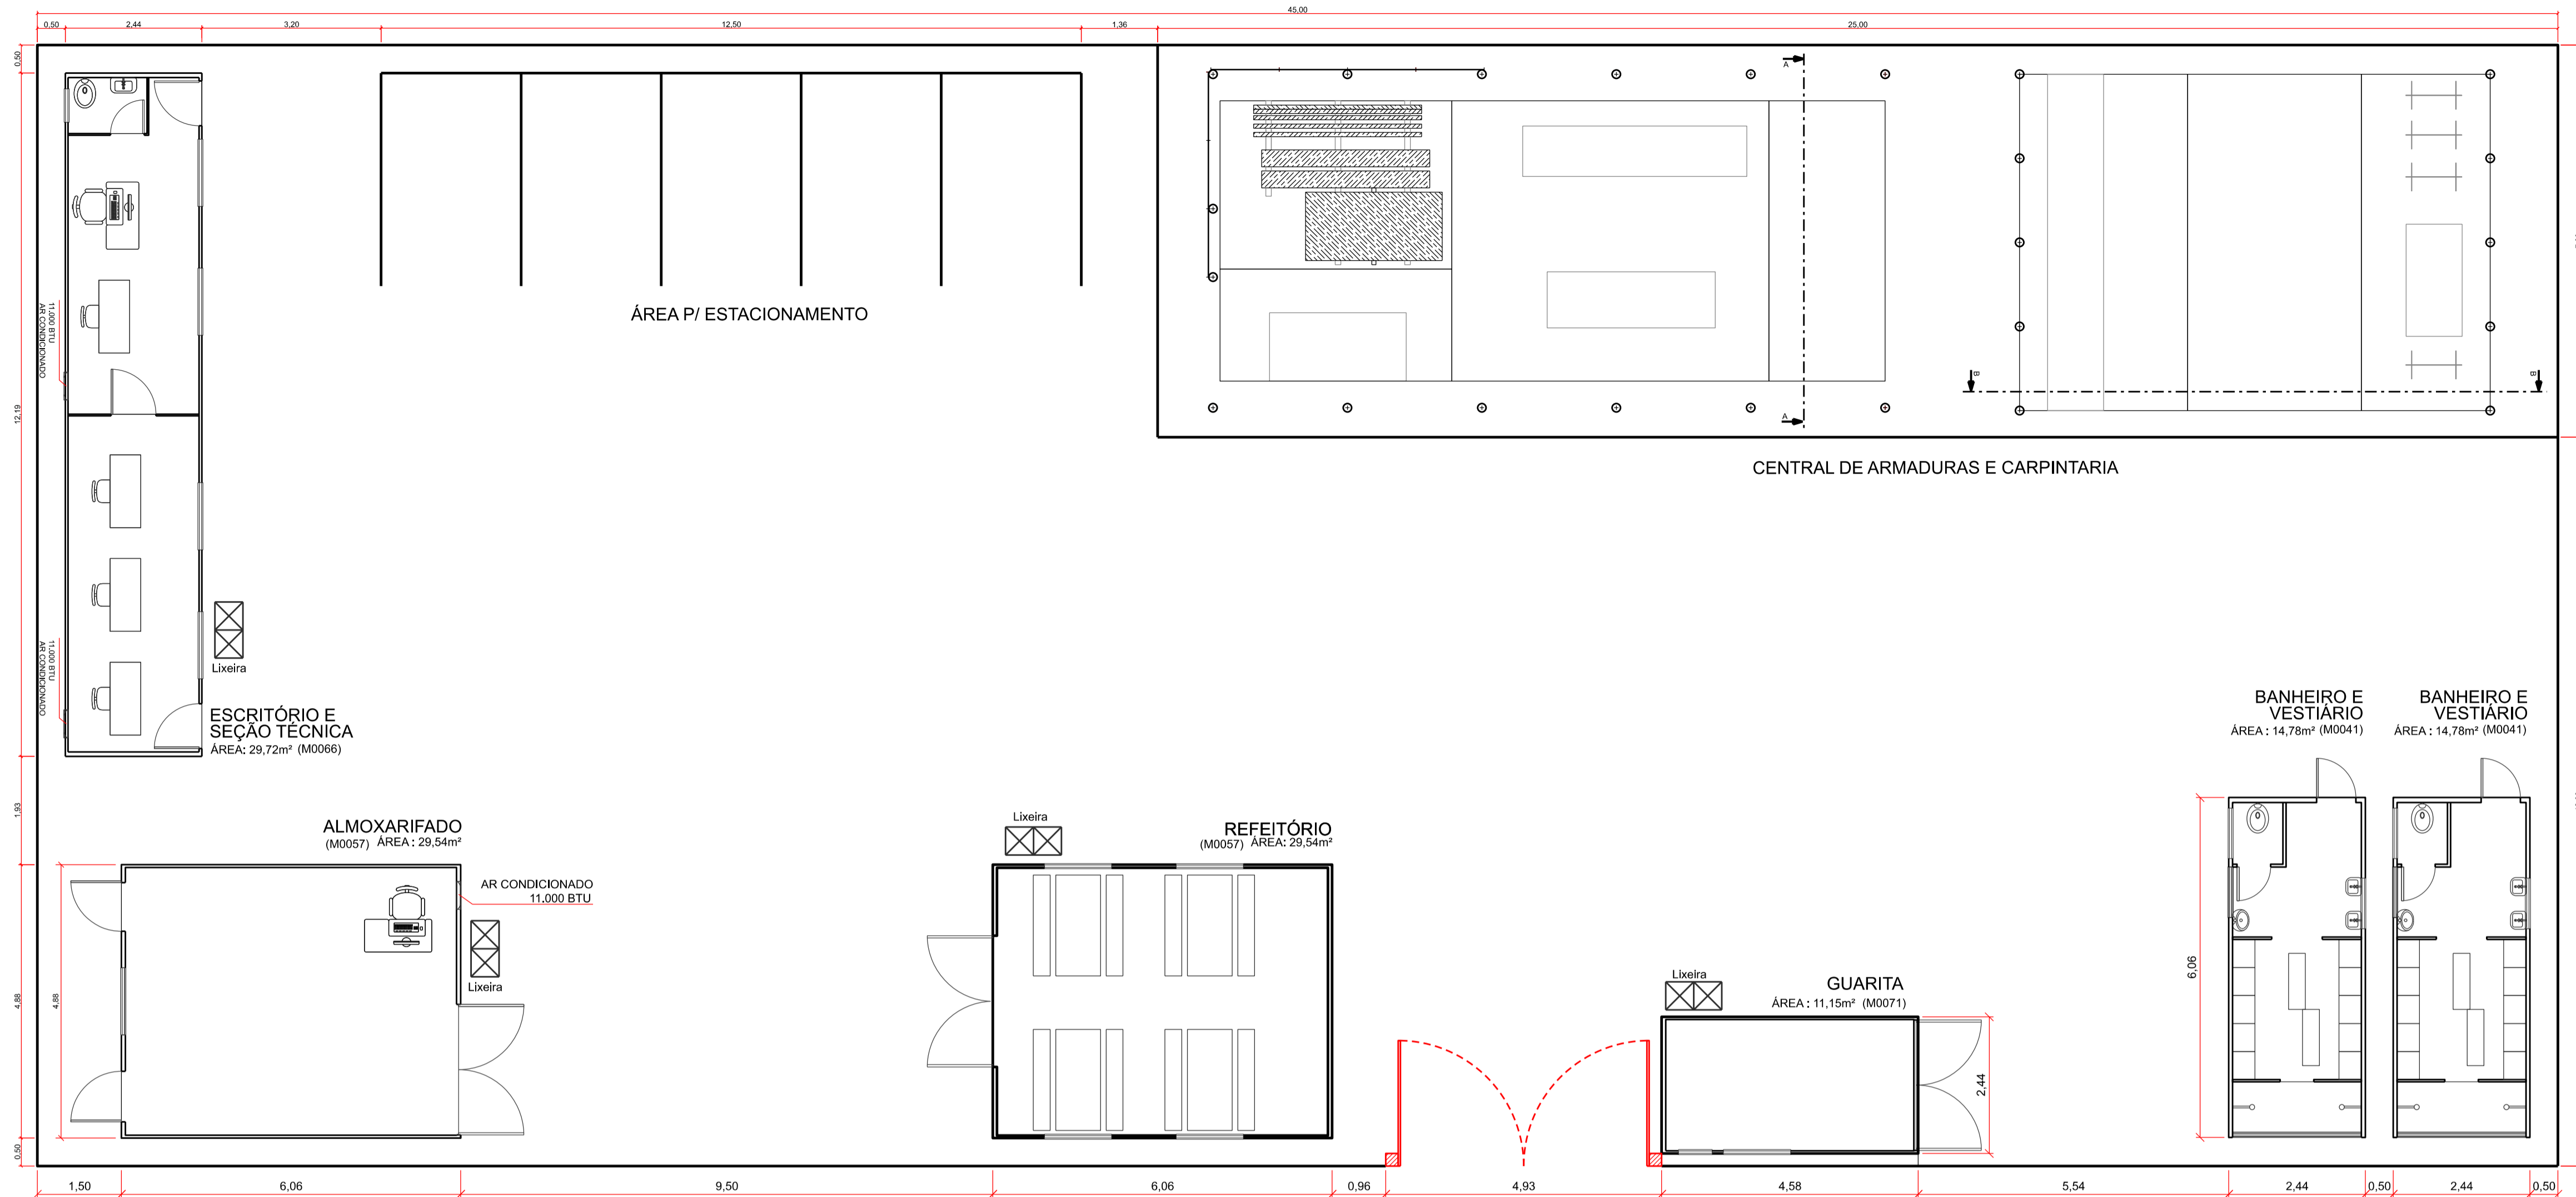 45,00
0,50 2,44 3,20 12,50 1,36 25,00
0,50
12,19
1,93
4,88
0,50
A
A
B
B
11.000 BTU
AR CONDICIONADO
ÁREA P/ ESTACIONAMENTO
CENTRAL DE ARMADURAS E CARPINTARIA
11.000 BTU
AR CONDICIONADO
Lixeira
ESCRITÓRIO E
SEÇÃO TÉCNICA
ÁREA: 29,72m² (M0066)
BANHEIRO E
VESTIÁRIO
ÁREA : 14,78m² (M0041)
BANHEIRO E
VESTIÁRIO
ÁREA : 14,78m² (M0041)
ALMOXARIFADO
(M0057) ÁREA : 29,54m²
AR CONDICIONADO
11.000 BTU
Lixeira
4,88
Lixeira
REFEITÓRIO
(M0057) ÁREA: 29,54m²
Lixeira
GUARITA
ÁREA : 11,15m² (M0071)
2,44
6,06
1,50 6,06 9,50 6,06 0,96 4,93 4,58 5,54 2,44 0,50 2,44 0,50